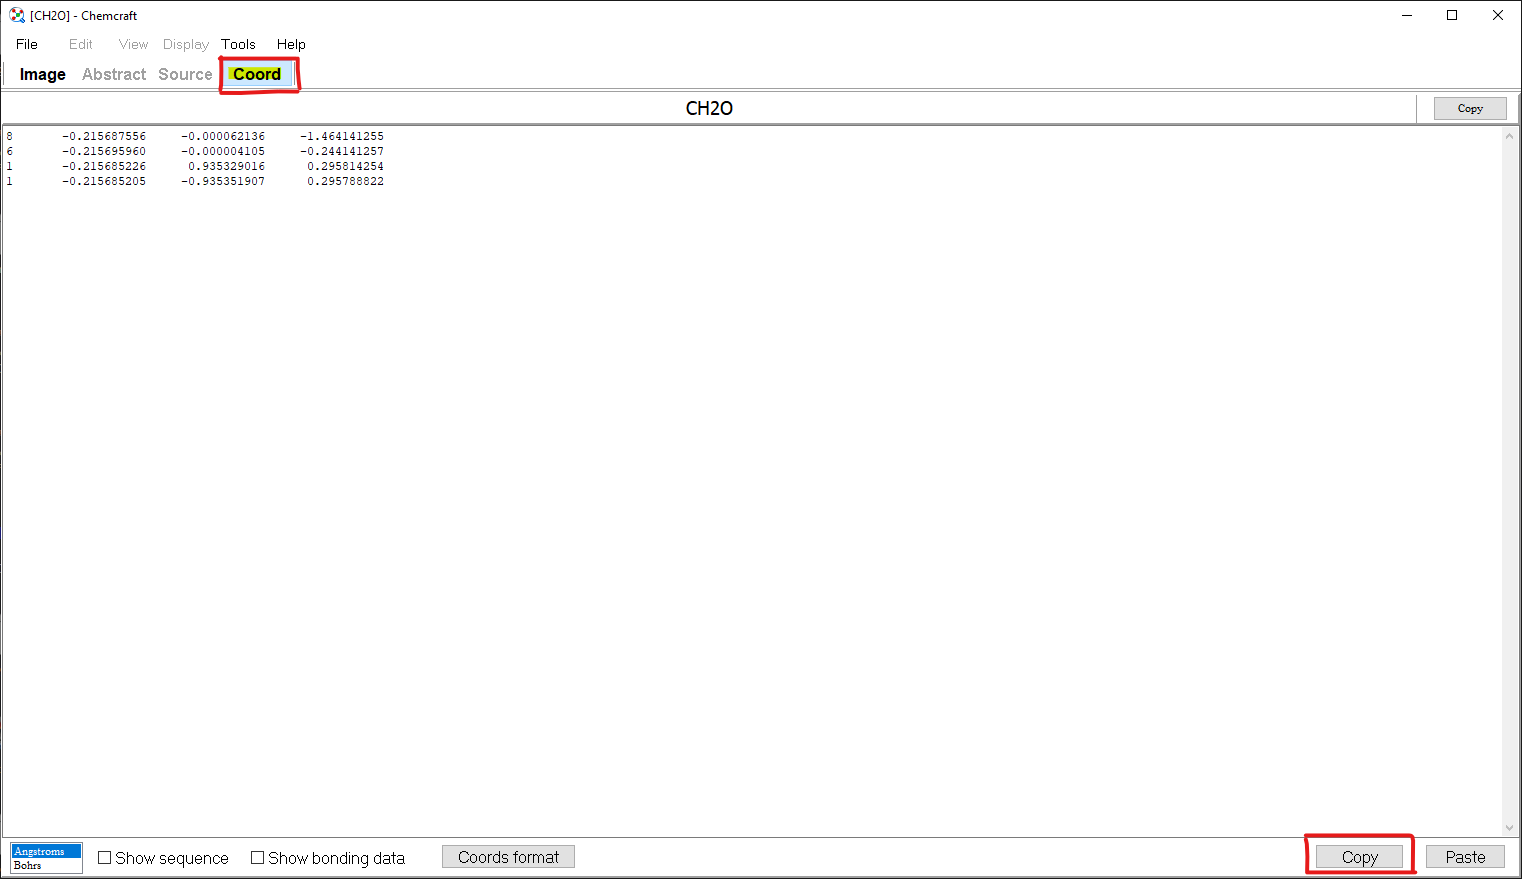 [CH2O] - Chemcraft
File Edit View Display Tools Help
Image Abstract Source Coord
CH2O Copy
8 -0.215687556 -0.000062136 -1.464141255
6 -0.215695960 -0.000004105 -0.244141257
1 -0.215685226 0.935329016 0.295814254
1 -0.215685205 -0.935351907 0.295788822
Angstroms
Bohrs
Show sequence Show bonding data Coords format Copy Paste